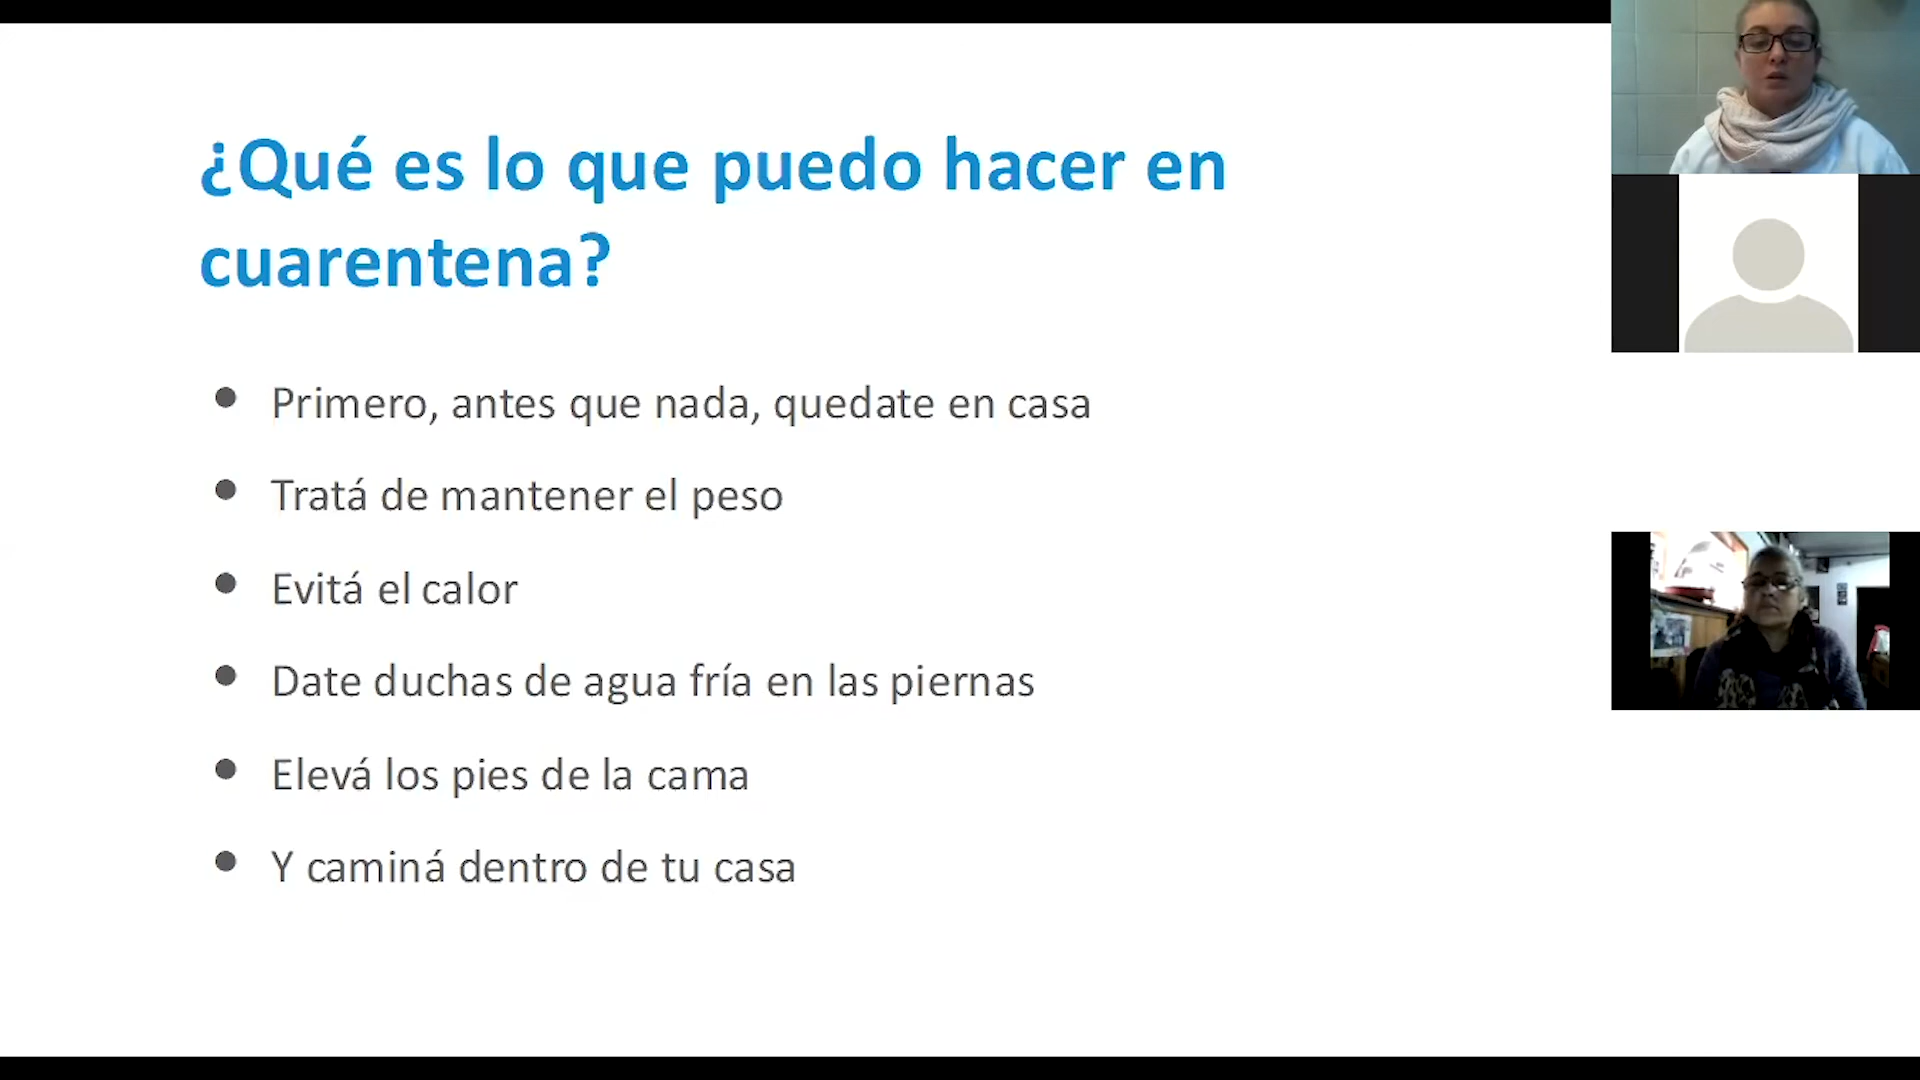 ¿Qué es lo que puedo hacer en
cuarentena?
• Primero, antes que nada, quedate en casa
• Tratá de mantener el peso
• Evitá el calor
• Date duchas de agua fría en las piernas
• Elevá los pies de la cama
• Y caminá dentro de tu casa